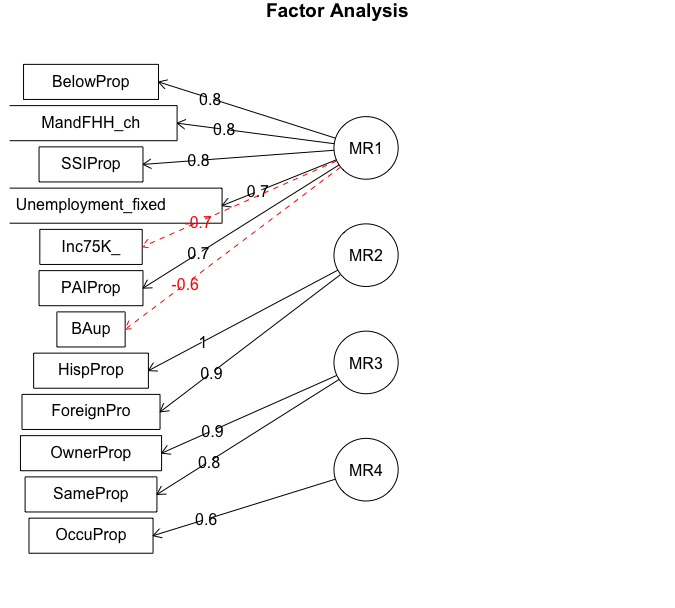 Factor Analysis
BelowProp
0.8
MandFHH_ch
0.8
MR1
SSIProp
0.8
Unemployment_fixed
0.7
-0.7
Inc75K_
0.7
MR2
PAIProp
-0.6
BAup
1
HispProp
0.9
MR3
ForeignPro
0.9
OwnerProp
0.8
MR4
SameProp
0.6
OccuProp